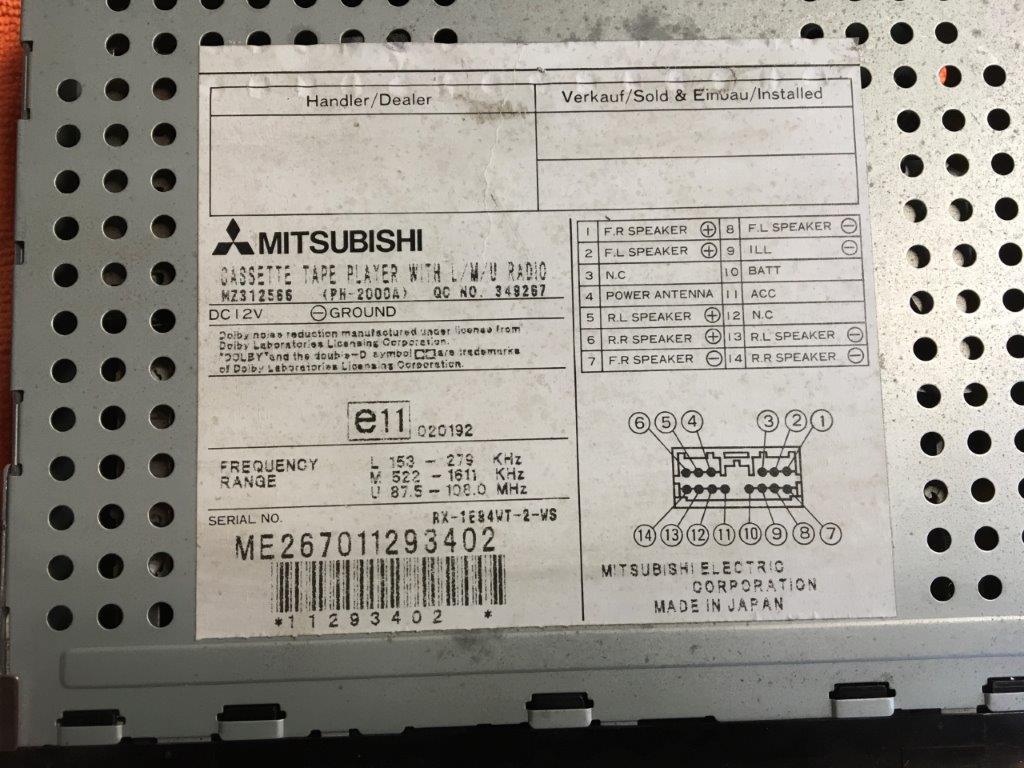 Handler/Dealer
Verkauf/Sold & Einbau/Installed
MITSUBISHI
CASSETTE TAPE PLAYER WITH L/M/U RADIO
MZ312566 (PH-2000A) QC NO. 348267
DC12V ⊖GROUND
Dolby noise reduction manufactured under license from
Dolby Laboratories Licensing Corporation.
"DOLBY" and the double-D symbol are trademarks
of Dolby Laboratories Licensing Corporation.
e11 020192
FREQUENCY RANGE
L 153 - 279 KHz
M 522 - 1611 KHz
U 87.5 - 108.0 MHz
SERIAL NO. RX-1E94WT-2-WS
ME267011293402
*11293402 *
1 F.R SPEAKER ⊕ 8 F.L SPEAKER ⊖
2 F.L SPEAKER ⊕ 9 ILL ⊖
3 N.C 10 BATT
4 POWER ANTENNA 11 ACC
5 R.L SPEAKER ⊕ 12 N.C
6 R.R SPEAKER ⊕ 13 R.L SPEAKER ⊖
7 F.R SPEAKER ⊖ 14 R.R SPEAKER ⊖
6 5 4 3 2 1
14 13 12 11 10 9 8 7
MITSUBISHI ELECTRIC
CORPORATION
MADE IN JAPAN